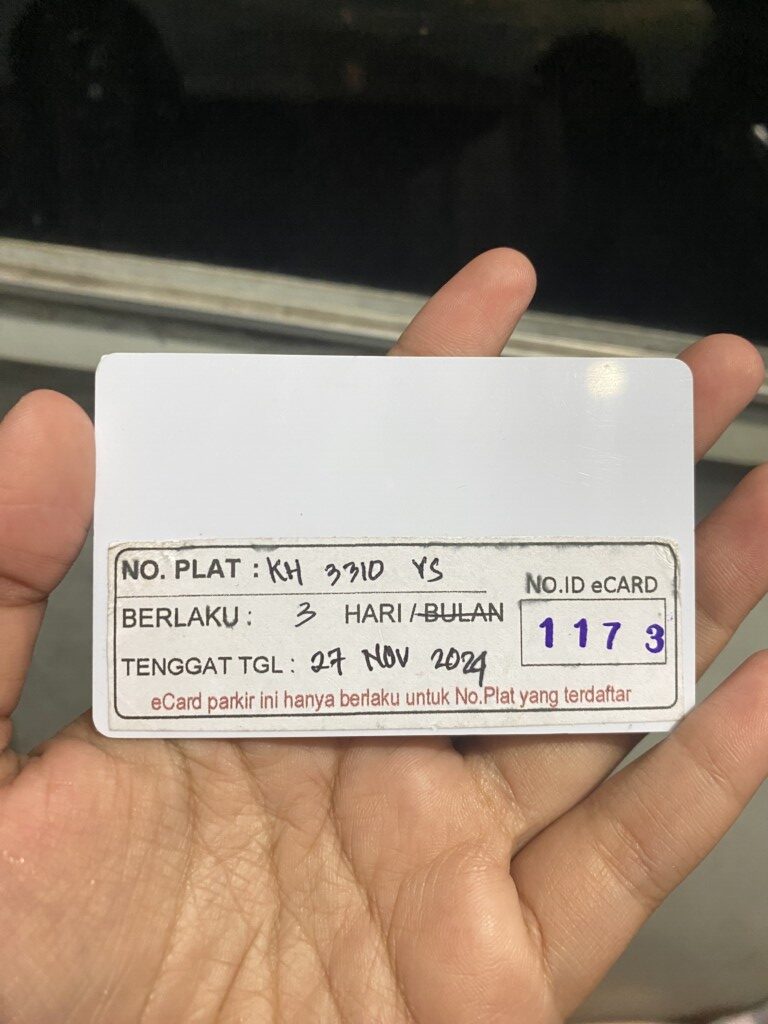 NO. PLAT : KH 3310 YS
NO.ID eCARD
BERLAKU : 3 HARI / BULAN
1173
TENGGAT TGL : 27 NOV 2024
eCard parkir ini hanya berlaku untuk No.Plat yang terdaftar